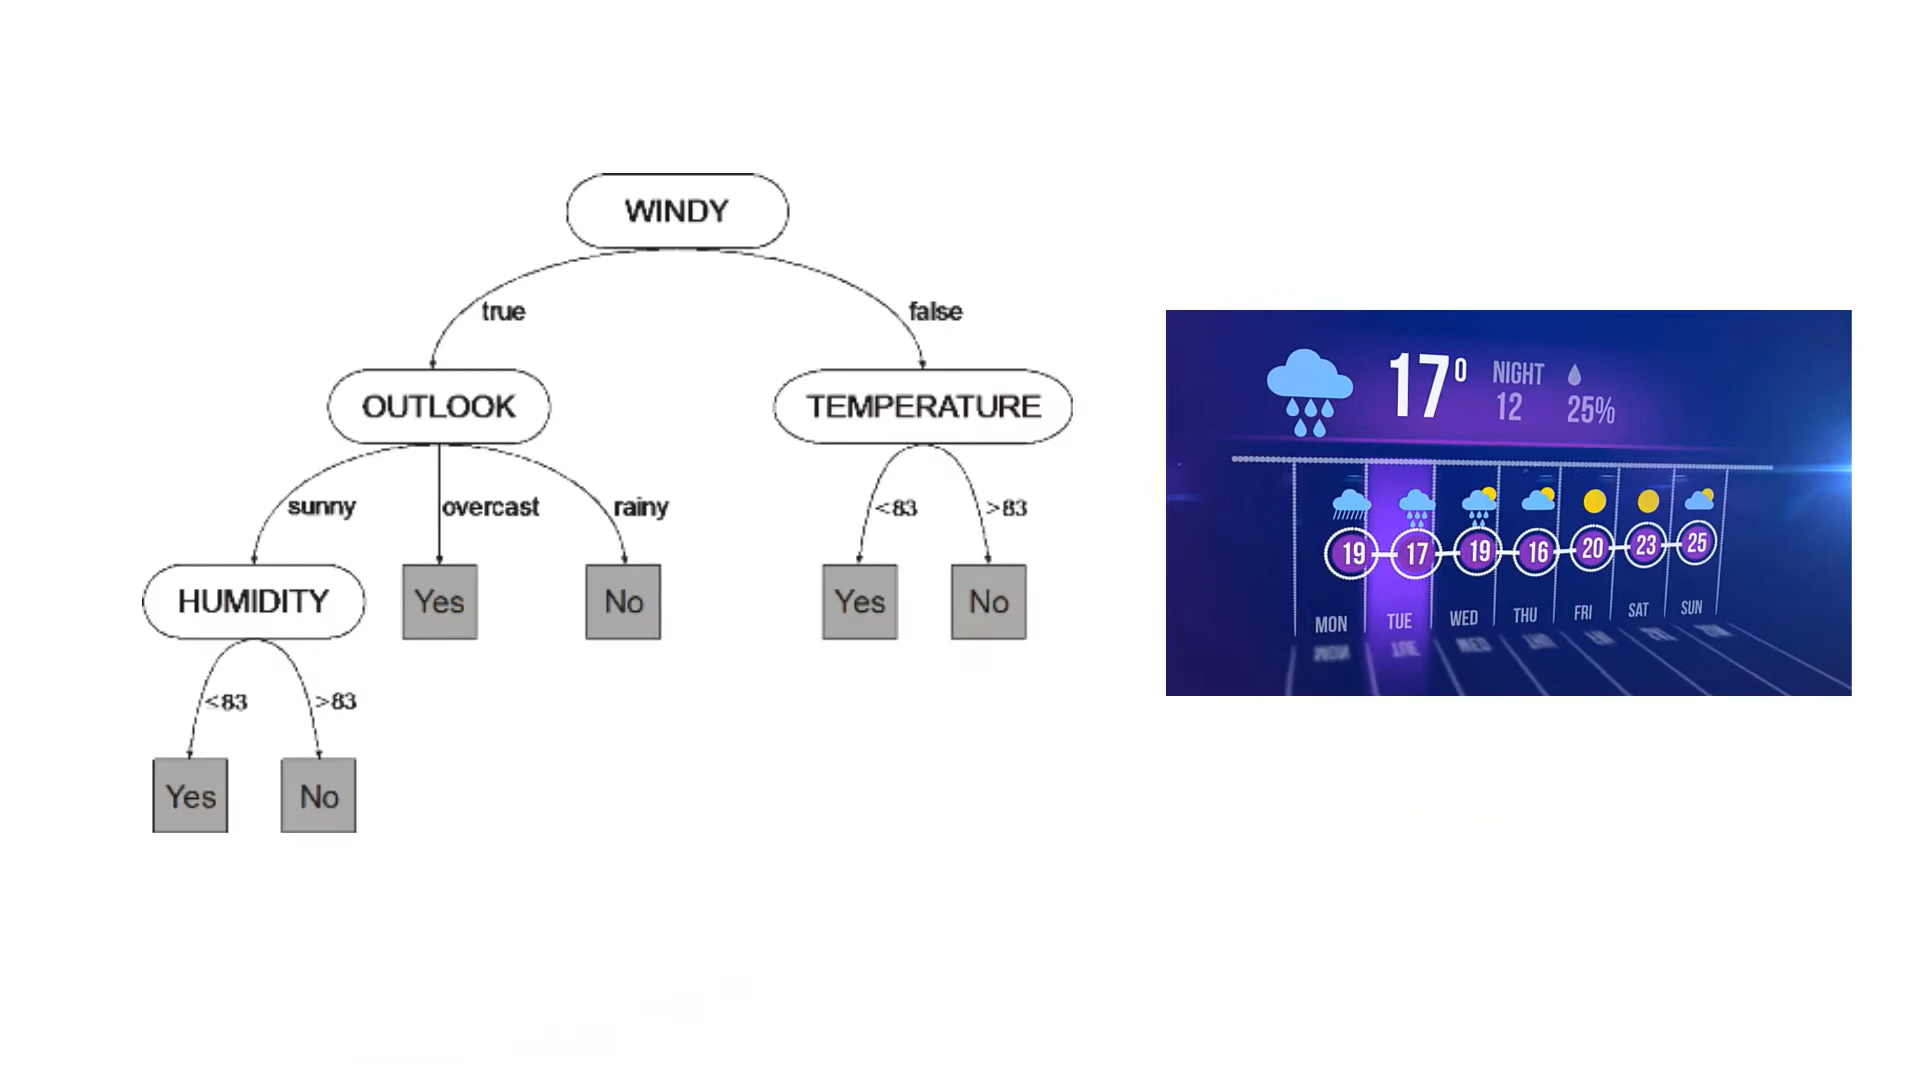 WINDY
true
false
OUTLOOK
TEMPERATURE
sunny
overcast
rainy
<83
>83
HUMIDITY
Yes
No
Yes
No
<83
>83
Yes
No
17⁰
NIGHT
12
25%
19
17
19
16
20
23
25
MON
TUE
WED
THU
FRI
SAT
SUN